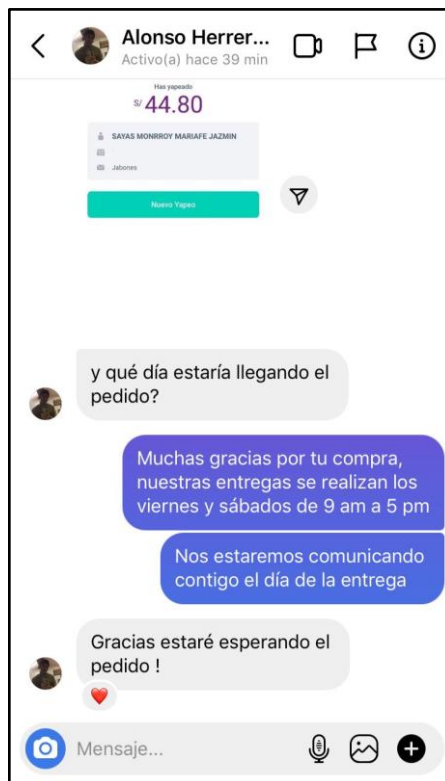 Alonso Herrer...
Activo(a) hace 39 min
Has yapeado
S/ 44.80
SAYAS MONRROY MARIAFE JAZMIN
Jabones
Nuevo Yapeo
y qué día estaría llegando el
pedido?
Muchas gracias por tu compra,
nuestras entregas se realizan los
viernes y sábados de 9 am a 5 pm
Nos estaremos comunicando
contigo el día de la entrega
Gracias estaré esperando el
pedido !
Mensaje...